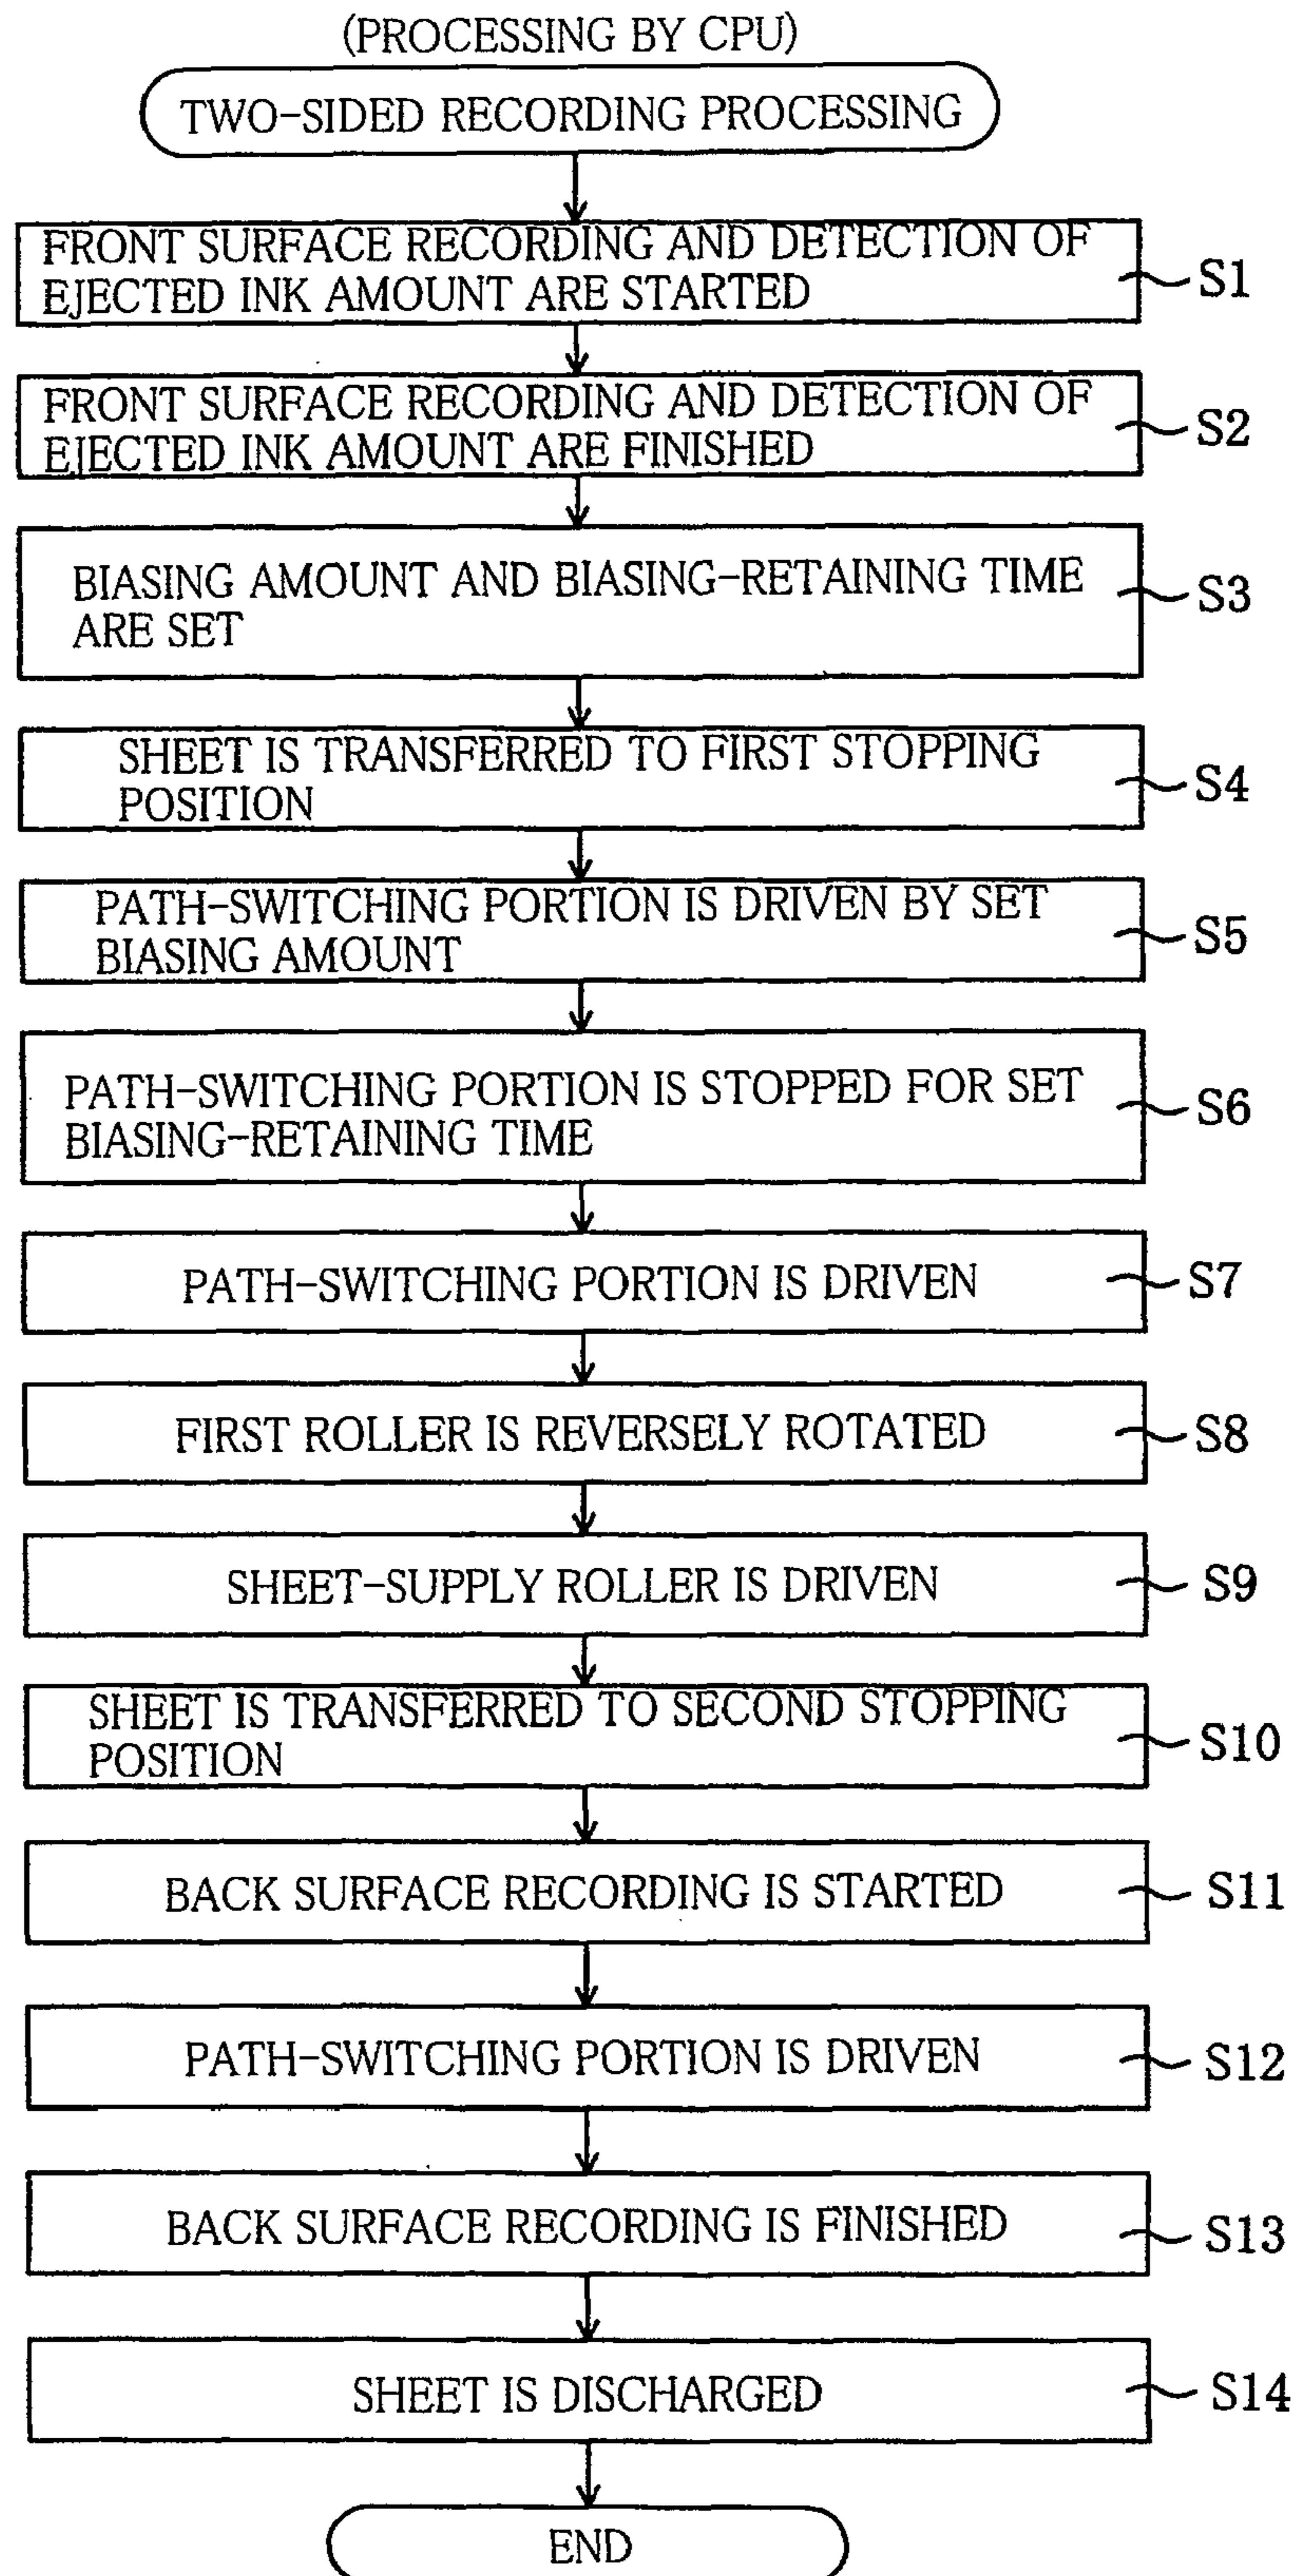 (PROCESSING BY CPU)
TWO-SIDED RECORDING PROCESSING
FRONT SURFACE RECORDING AND DETECTION OF
EJECTED INK AMOUNT ARE STARTED
S1
FRONT SURFACE RECORDING AND DETECTION OF
EJECTED INK AMOUNT ARE FINISHED
S2
BIASING AMOUNT AND BIASING-RETAINING TIME
ARE SET
S3
SHEET IS TRANSFERRED TO FIRST STOPPING
POSITION
S4
PATH-SWITCHING PORTION IS DRIVEN BY SET
BIASING AMOUNT
S5
PATH-SWITCHING PORTION IS STOPPED FOR SET
BIASING-RETAINING TIME
S6
PATH-SWITCHING PORTION IS DRIVEN
S7
FIRST ROLLER IS REVERSELY ROTATED
S8
SHEET-SUPPLY ROLLER IS DRIVEN
S9
SHEET IS TRANSFERRED TO SECOND STOPPING
POSITION
S10
BACK SURFACE RECORDING IS STARTED
S11
PATH-SWITCHING PORTION IS DRIVEN
S12
BACK SURFACE RECORDING IS FINISHED
S13
SHEET IS DISCHARGED
S14
END